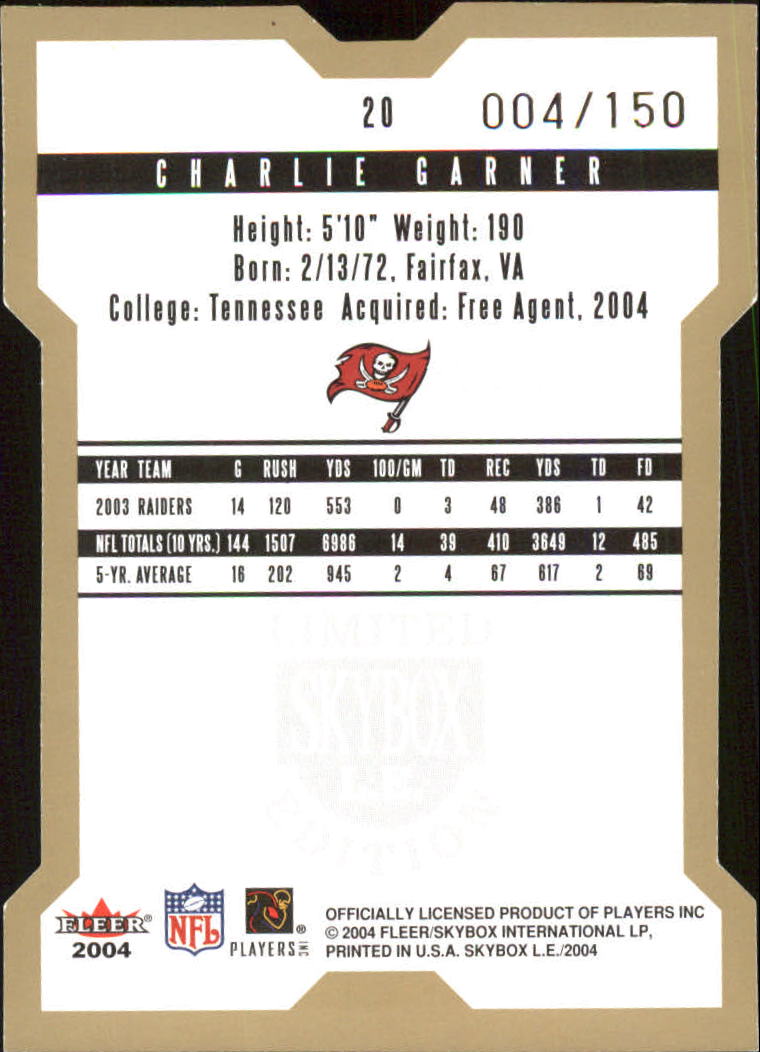 20 004/150
CHARLIE GARNER
Height: 5'10" Weight: 190
Born: 2/13/72, Fairfax, VA
College: Tennessee Acquired: Free Agent, 2004
YEAR TEAM G RUSH YDS 100/GM TD REC YDS TD FD
2003 RAIDERS 14 120 553 0 3 48 386 1 42
NFL TOTALS (10 YRS.) 144 1507 6986 14 39 410 3649 12 485
5-YR. AVERAGE 16 202 945 2 4 67 617 2 69
LIMITED
SKYBOX
L.E.
EDITION
FLEER®
2004
NFL
PLAYERS INC ®
OFFICIALLY LICENSED PRODUCT OF PLAYERS INC
© 2004 FLEER/SKYBOX INTERNATIONAL LP,
PRINTED IN U.S.A. SKYBOX L.E./2004